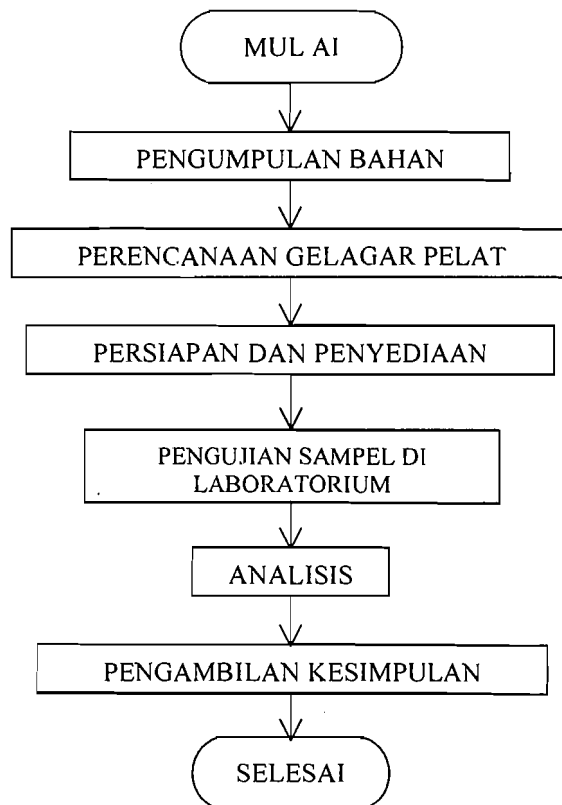 MUL AI
PENGUMPULAN BAHAN
PERENCANAAN GELAGAR PELAT
PERSIAPAN DAN PENYEDIAAN
PENGUJIAN SAMPEL DI
LABORATORIUM
ANALISIS
PENGAMBILAN KESIMPULAN
SELESAI